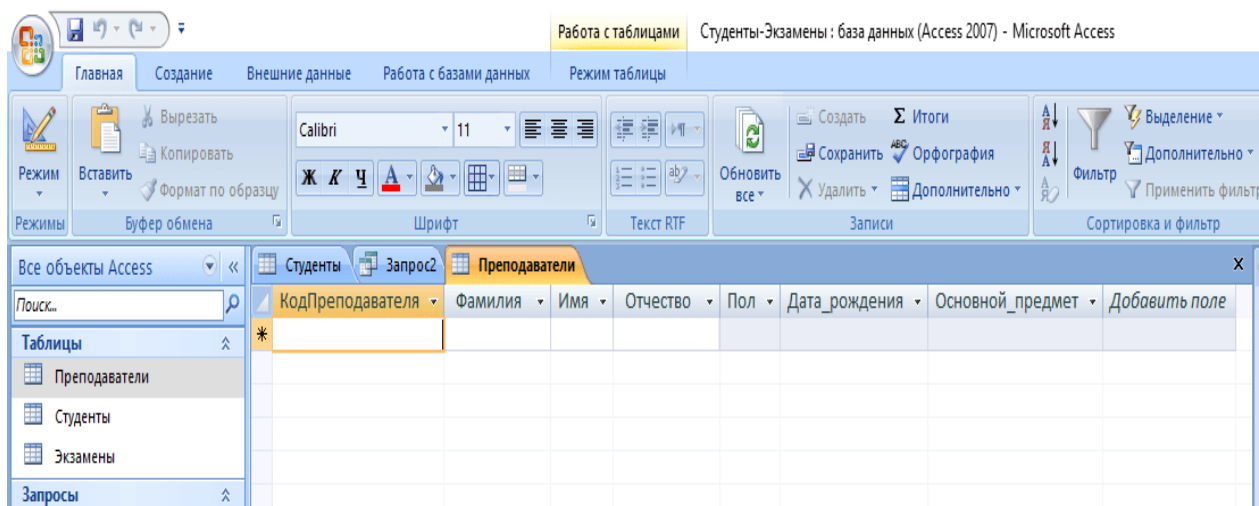 Работа с таблицами Студенты-Экзамены : база данных (Access 2007) - Microsoft Access
Главная Создание Внешние данные Работа с базами данных Режим таблицы
Режим
Режимы
Вставить
Вырезать
Копировать
Формат по образцу
Буфер обмена
Calibri 11
Ж К Ч А
Шрифт
ab
Текст RTF
Обновить все
Создать Σ Итоги
Сохранить ABC Орфография
Удалить Дополнительно
Записи
А Я
Я А
А Я
Фильтр
Выделение
Дополнительно
Применить фильтр
Сортировка и фильтр
Все объекты Access «
Поиск...
Таблицы
Преподаватели
Студенты
Экзамены
Запросы
Студенты Запрос2 Преподаватели x
КодПреподавателя Фамилия Имя Отчество Пол Дата_рождения Основной_предмет Добавить поле
*